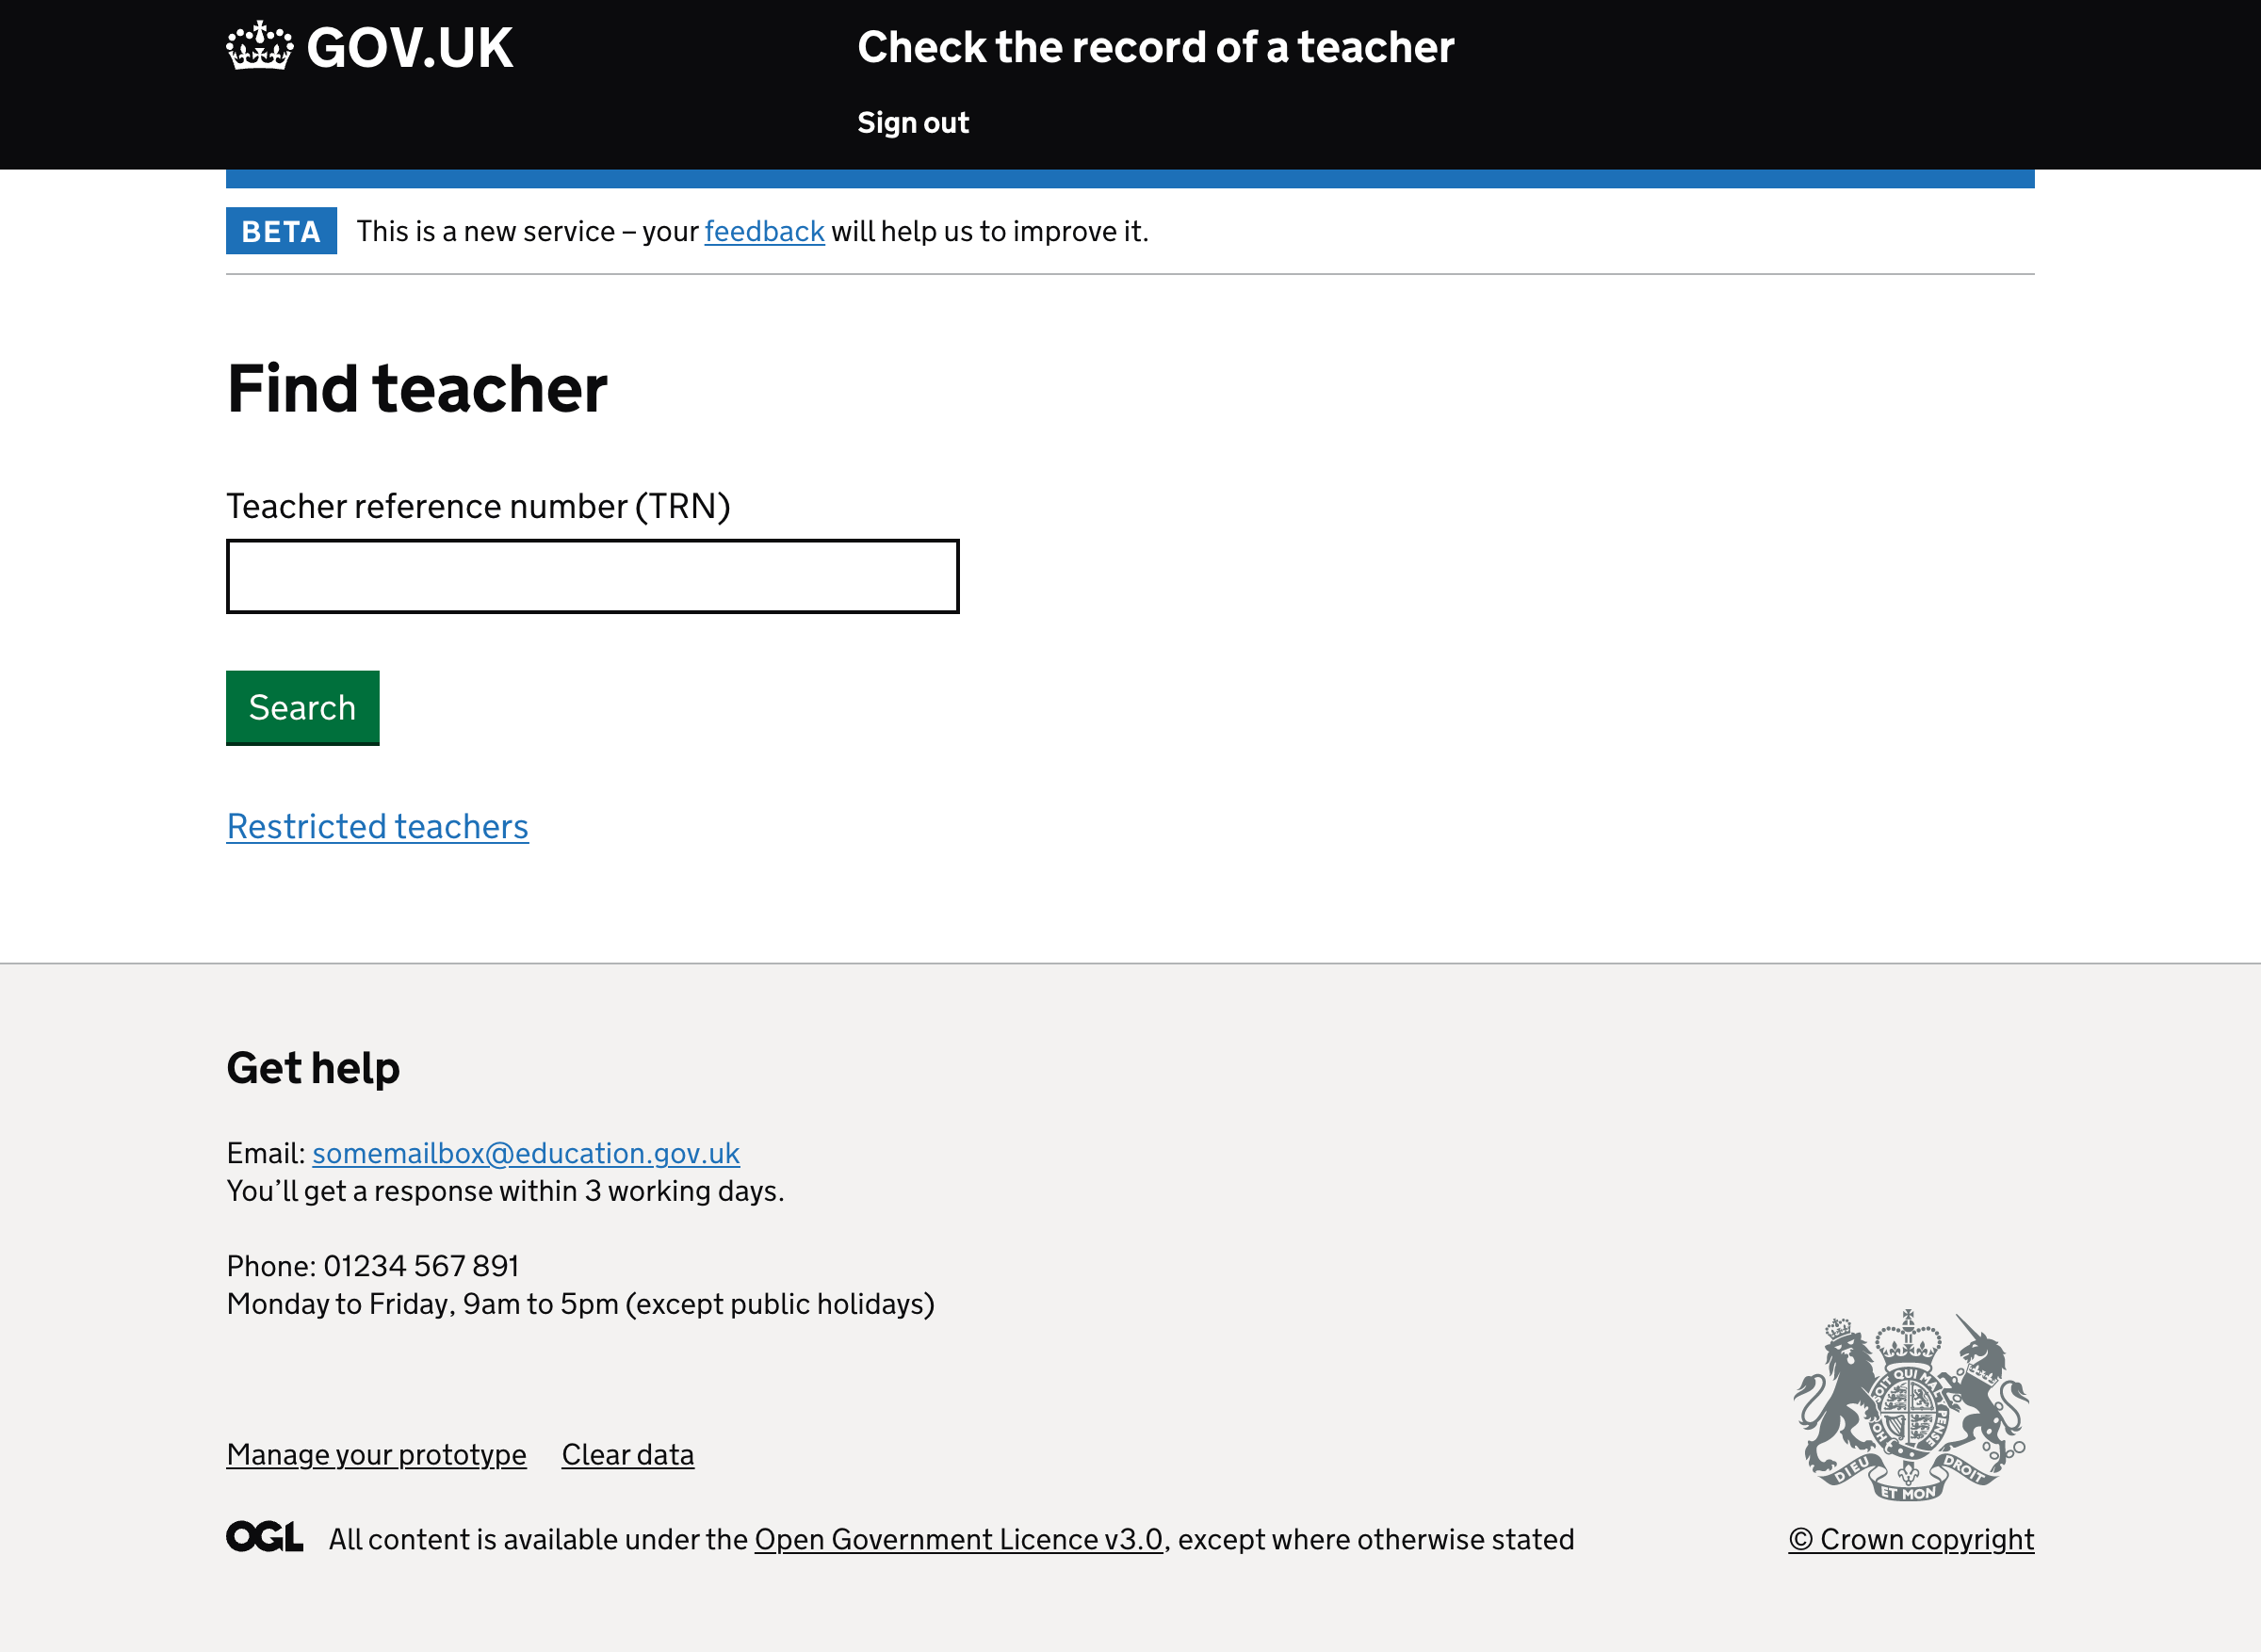 GOV.UK
Check the record of a teacher
Sign out
BETA This is a new service – your feedback will help us to improve it.
Find teacher
Teacher reference number (TRN)
Search
Restricted teachers
Get help
Email: somemailbox@education.gov.uk
You’ll get a response within 3 working days.
Phone: 01234 567 891
Monday to Friday, 9am to 5pm (except public holidays)
SOIT QUI MAL Y PENSE
DIEU ET MON DROIT
Manage your prototype Clear data
OGL All content is available under the Open Government Licence v3.0, except where otherwise stated
© Crown copyright